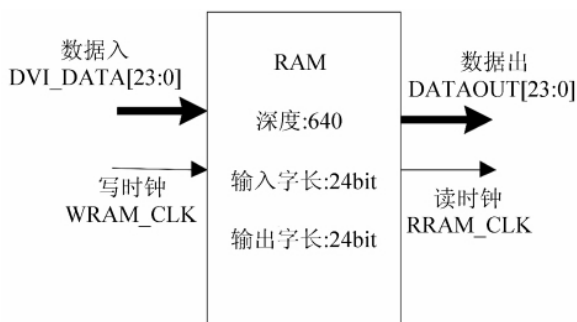 数据入
DVI_DATA[23:0]
写时钟
WRAM_CLK
RAM
深度:640
输入字长:24bit
输出字长:24bit
数据出
DATAOUT[23:0]
读时钟
RRAM_CLK